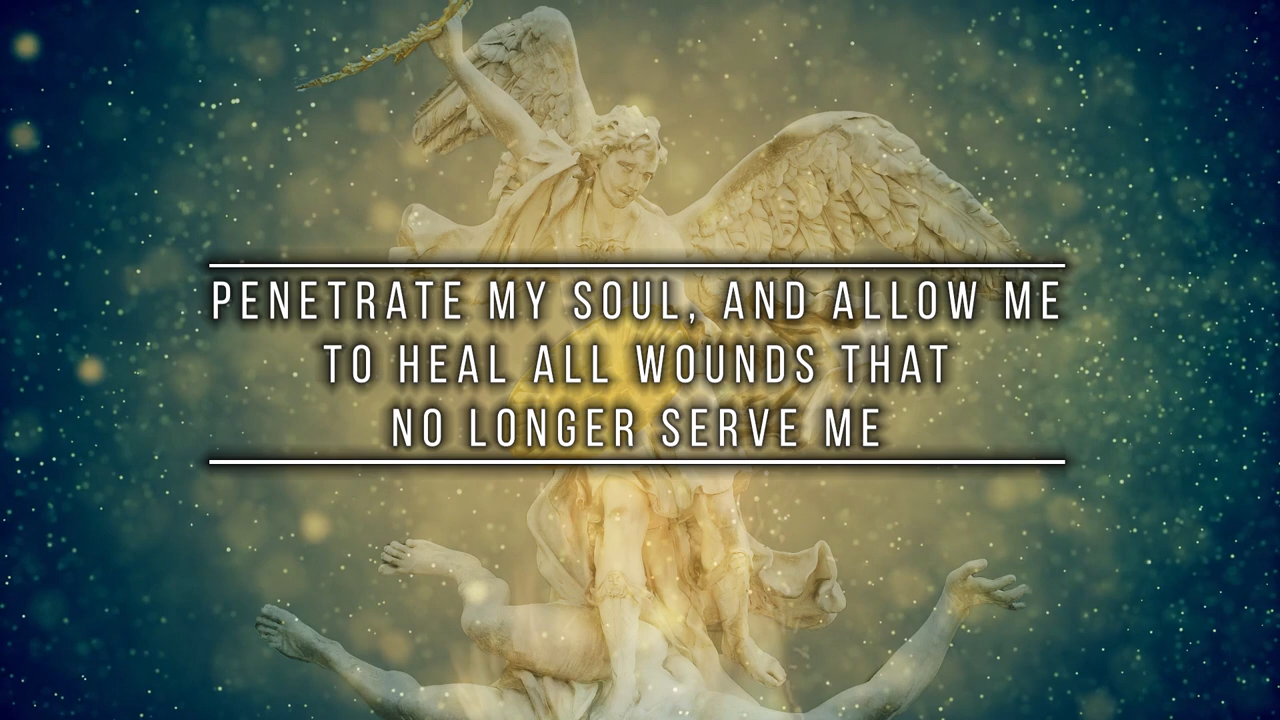 PENETRATE MY SOUL, AND ALLOW ME
TO HEAL ALL WOUNDS THAT
NO LONGER SERVE ME